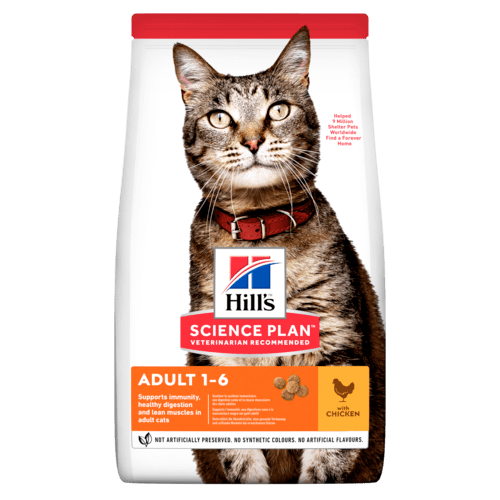 Helped
9 Million
Shelter Pets
Worldwide
Find a Forever
Home
Hill's
SCIENCE PLAN™
VETERINARIAN RECOMMENDED
ADULT 1-6
Supports immunity,
healthy digestion
and lean muscles in
adult cats
with
CHICKEN
NOT ARTIFICIALLY PRESERVED. NO SYNTHETIC COLOURS. NO ARTIFICIAL FLAVOURS.